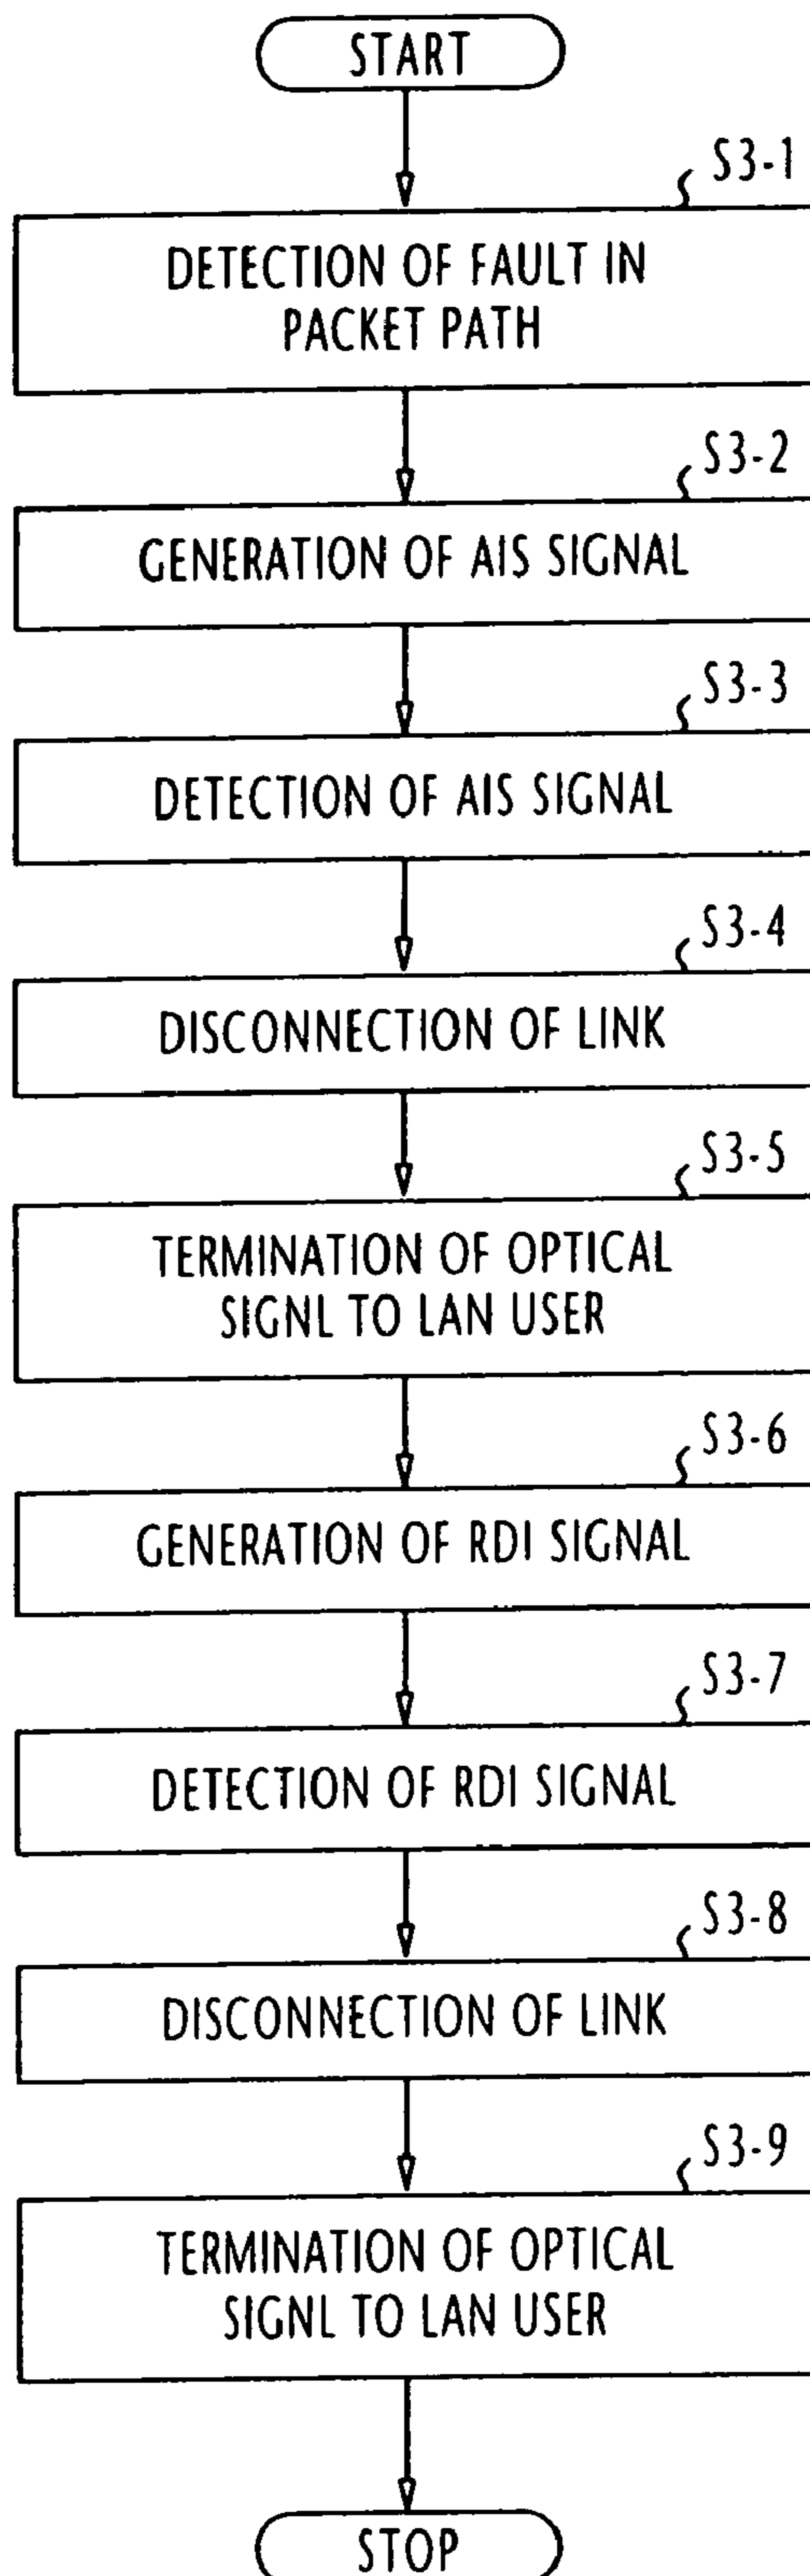 START
S3-1
DETECTION OF FAULT IN
PACKET PATH
S3-2
GENERATION OF AIS SIGNAL
S3-3
DETECTION OF AIS SIGNAL
S3-4
DISCONNECTION OF LINK
S3-5
TERMINATION OF OPTICAL
SIGNL TO LAN USER
S3-6
GENERATION OF RDI SIGNAL
S3-7
DETECTION OF RDI SIGNAL
S3-8
DISCONNECTION OF LINK
S3-9
TERMINATION OF OPTICAL
SIGNL TO LAN USER
STOP